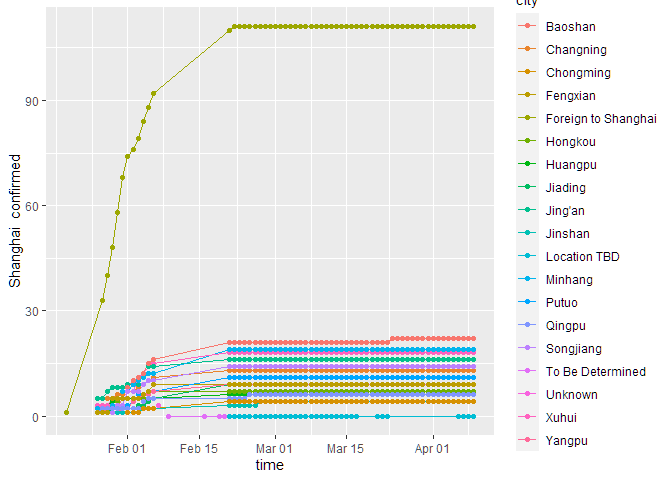 city
Baoshan
Changning
Chongming
Fengxian
Foreign to Shanghai
Hongkou
Huangpu
Jiading
Jing'an
Jinshan
Location TBD
Minhang
Putuo
Qingpu
Songjiang
To Be Determined
Unknown
Xuhui
Yangpu
Shanghai confirmed
90
60
30
0
Feb 01
Feb 15
Mar 01
Mar 15
Apr 01
time